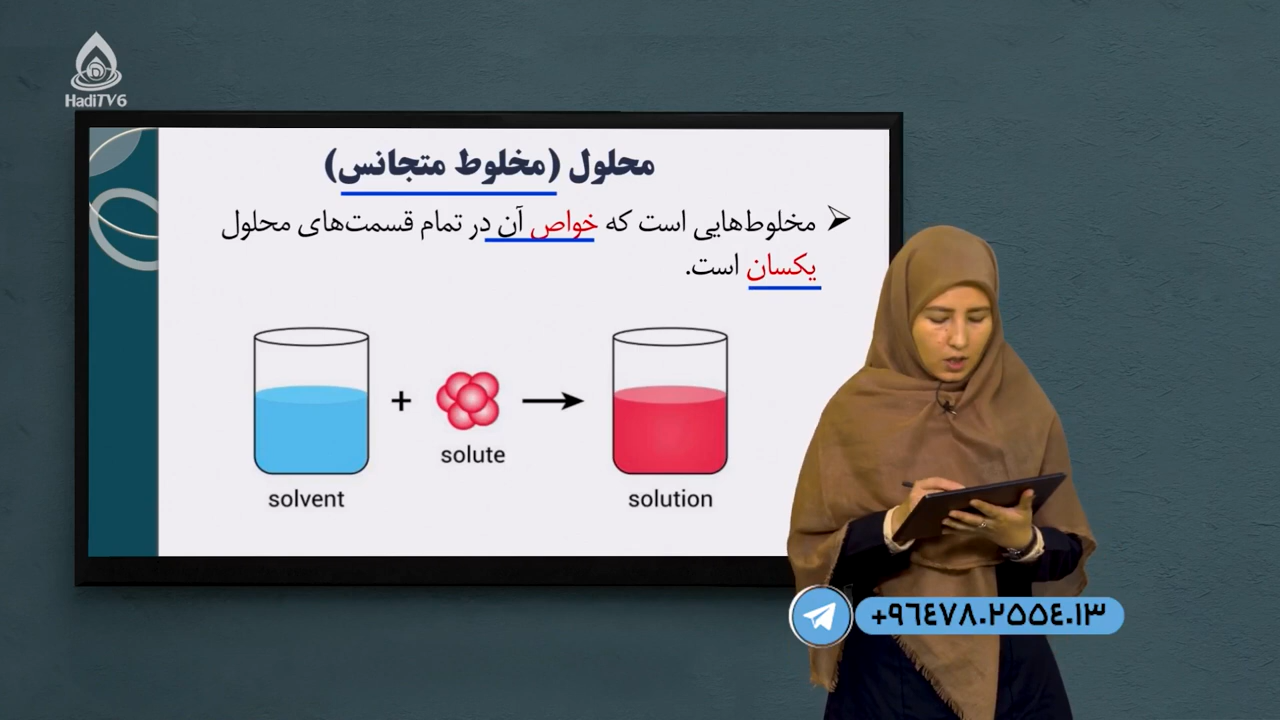 HadiTV6
محلول (مخلوط متجانس)
مخلوط‌هایی است که خواص آن در تمام قسمت‌های محلول
یکسان است.
+
solute
solvent
solution
+۹٦٤٧٨۰۲٥٥٤۰۱۳